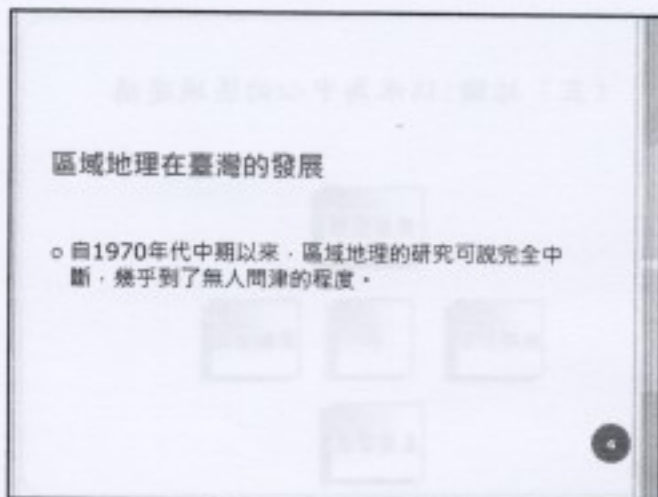 區域地理在臺灣的發展
自1970年代中期以來，區域地理的研究可說完全中
斷，幾乎到了無人問津的程度。